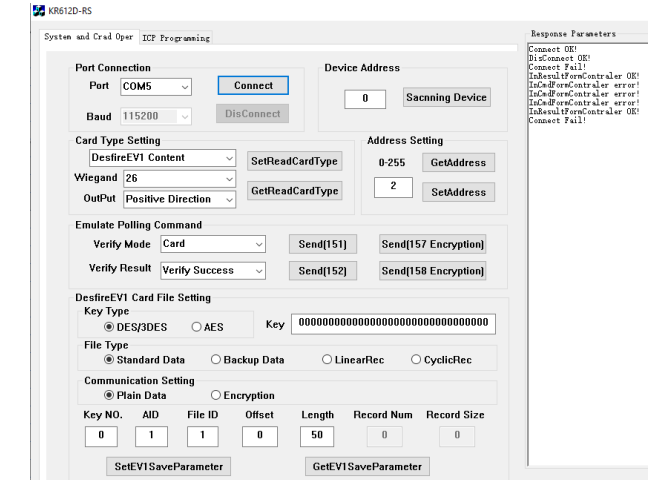 KR612D-RS
System and Crad Oper
ICP Programming
Port Connection
Port
COM5
Connect
Baud
115200
DisConnect
Device Address
0
Sacnning Device
Card Type Setting
DesfireEV1 Content
SetReadCardType
Wiegand
26
GetReadCardType
OutPut
Positive Direction
Address Setting
0-255
GetAddress
2
SetAddress
Emulate Polling Command
Verify Mode
Card
Send(151)
Send(157 Encryption)
Verify Result
Verify Success
Send(152)
Send(158 Encryption)
DesfireEV1 Card File Setting
Key Type
DES/3DES
AES
Key
00000000000000000000000000000000
File Type
Standard Data
Backup Data
LinearRec
CyclicRec
Communication Setting
Plain Data
Encryption
Key NO.
AID
File ID
Offset
Length
Record Num
Record Size
0
1
1
0
50
0
0
SetEV1SaveParameter
GetEV1SaveParameter
Response Parameters
Connect OK!
DisConnect OK!
Connect Fail!
InResultFormContraler OK!
InCmdFormContraler error!
InCmdFormContraler error!
InCmdFormContraler error!
InResultFormContraler OK!
Connect Fail!